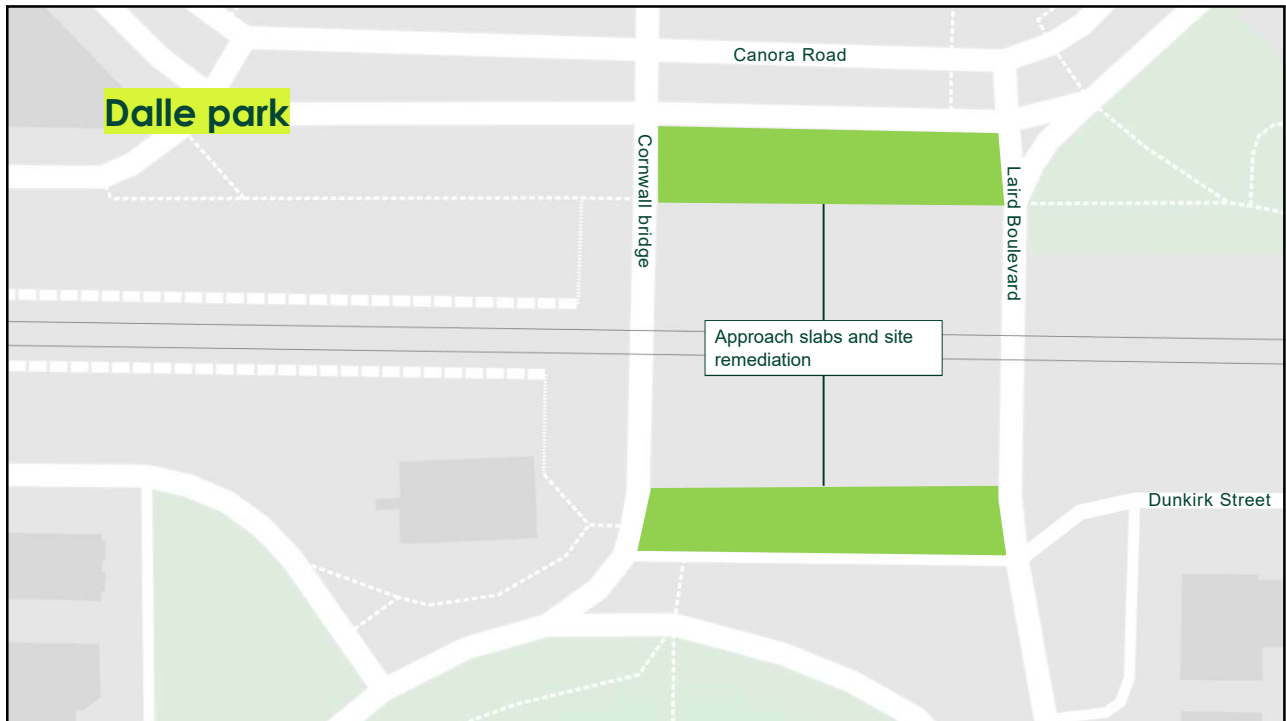 Canora Road
Dalle park
Cornwall bridge
Laird Boulevard
Approach slabs and site
remediation
Dunkirk Street